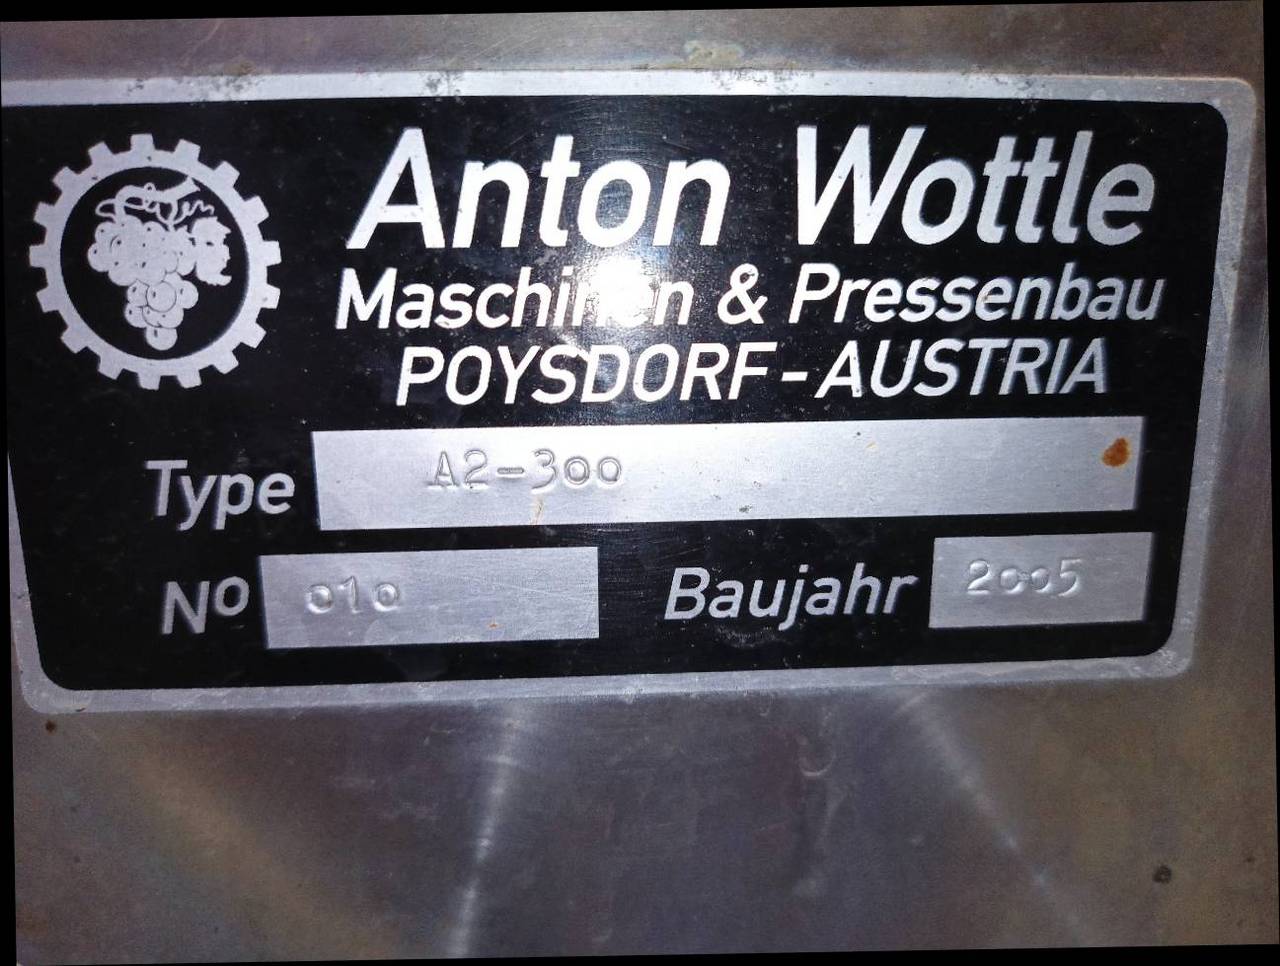 Anton Wottle
Maschinen & Pressenbau
POYSDORF - AUSTRIA
Type A2-300
No 010 Baujahr 2005